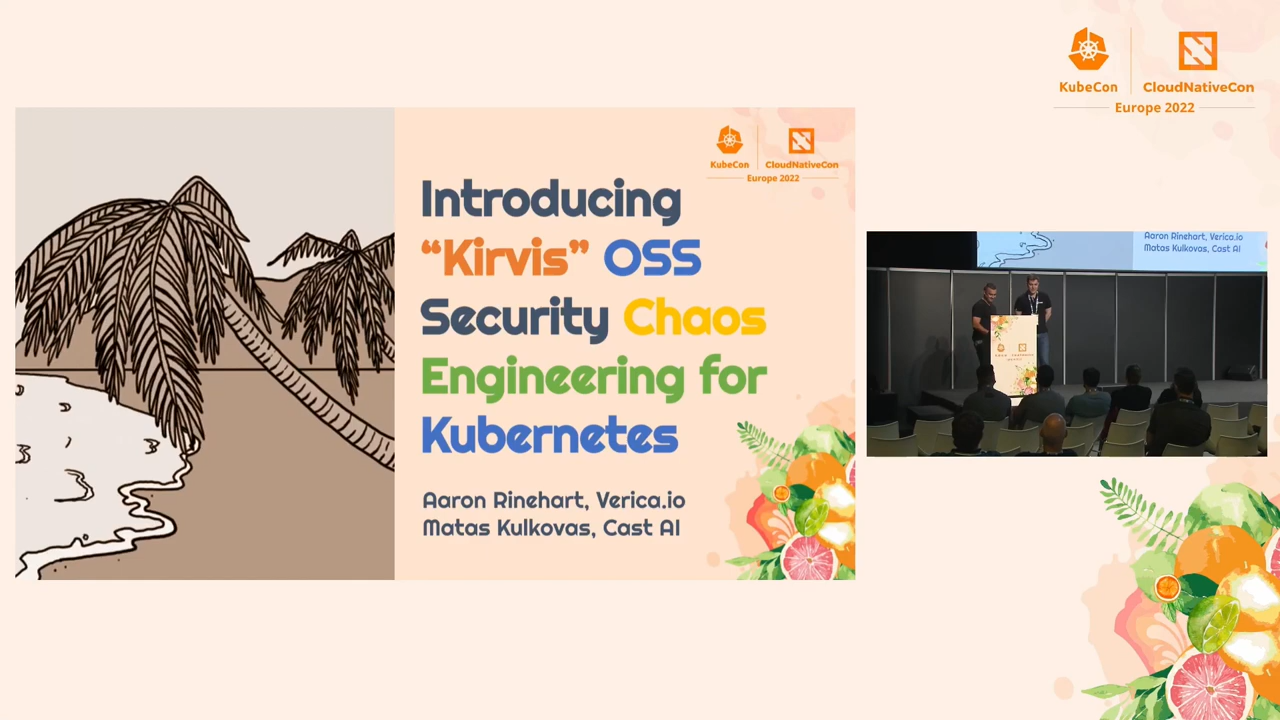 KubeCon
CloudNativeCon
Europe 2022
KubeCon
CloudNativeCon
Europe 2022
Introducing
“Kirvis” OSS
Security Chaos
Engineering for
Kubernetes
Aaron Rinehart, Verica.io
Matas Kulkovas, Cast AI
Aaron Rinehart, Verica.io
Matas Kulkovas, Cast AI